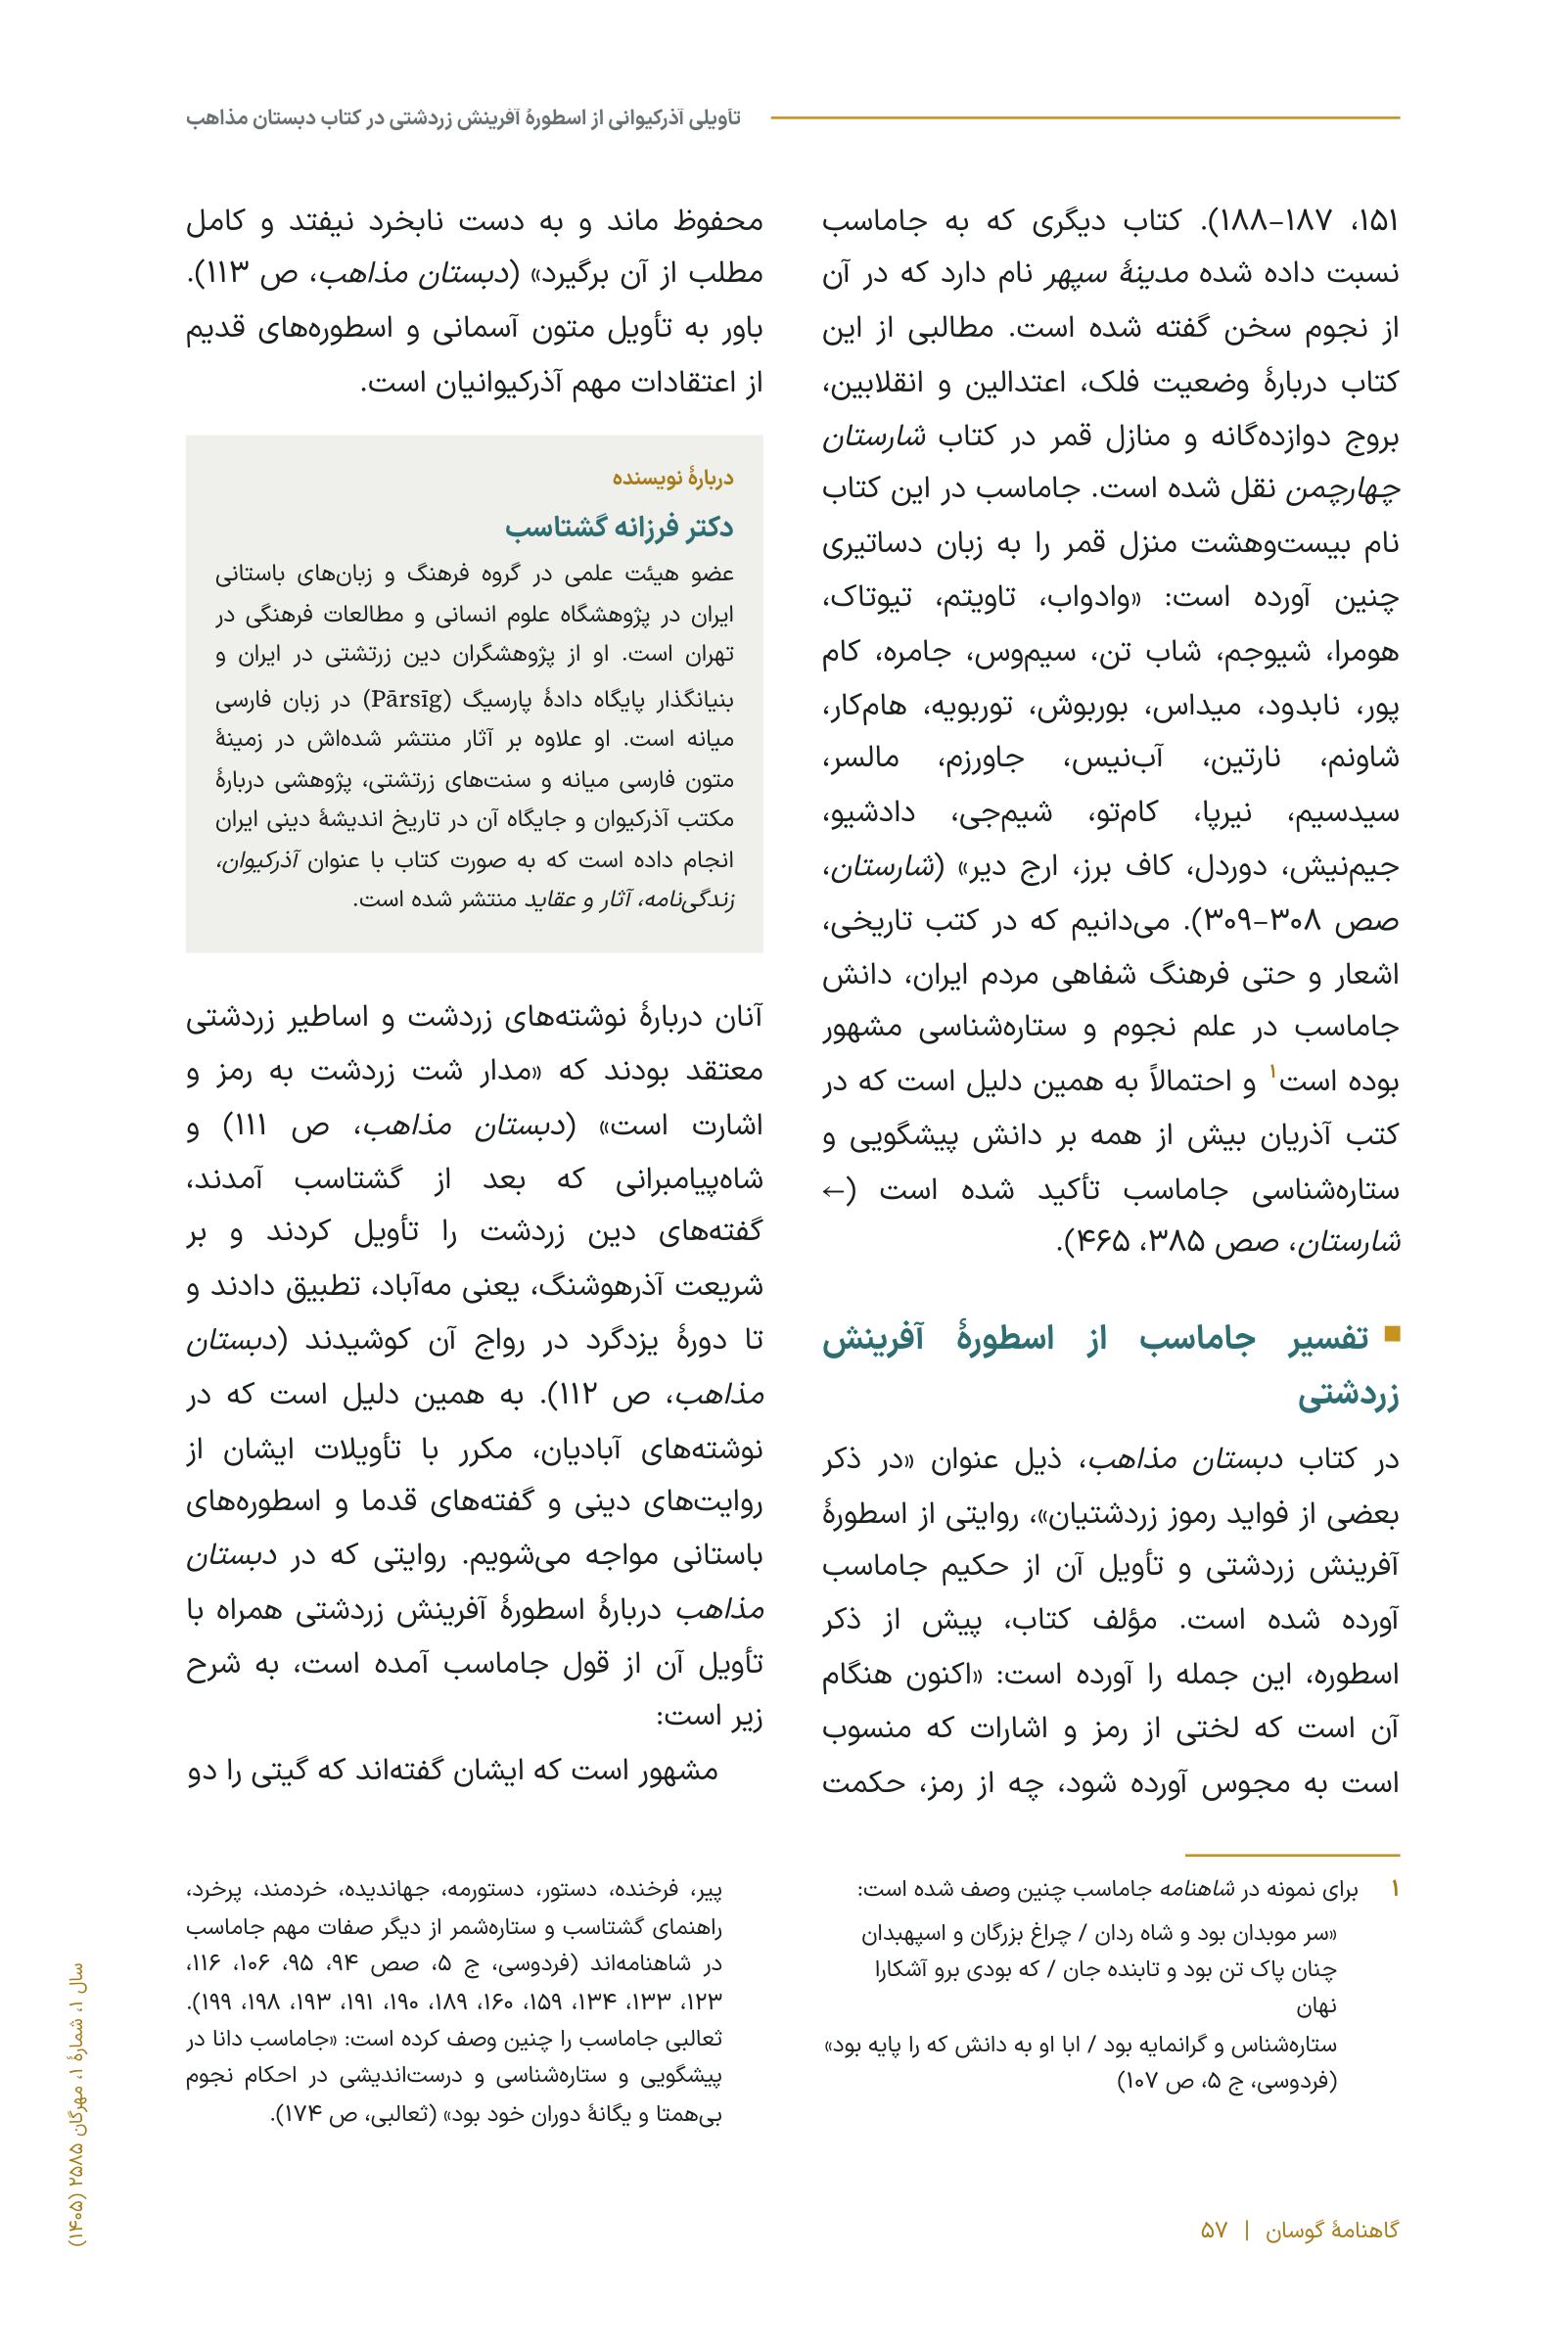 تأویلی آذرکیوانی از اسطورهٔ آفرینش زردشتی در کتاب دبستان مذاهب
۱۵۱، ۱۸۷–۱۸۸). کتاب دیگری که به جاماسب
نسبت داده شده مدینهٔ سپهر نام دارد که در آن
از نجوم سخن گفته شده است. مطالبی از این
کتاب دربارهٔ وضعیت فلک، اعتدالین و انقلابین،
بروج دوازده‌گانه و منازل قمر در کتاب شارستان
چهارچمن نقل شده است. جاماسب در این کتاب
نام بیست‌وهشت منزل قمر را به زبان دساتیری
چنین آورده است: «وادواب، تاویتم، تیوتاک،
هومرا، شیوجم، شاب تن، سیم‌وس، جامره، کام
پور، نابدود، میداس، بوربوش، توربویه، هام‌کار،
شاونم، نارتین، آب‌نیس، جاورزم، مالسر،
سیدسیم، نیرپا، کام‌تو، شیم‌جی، دادشیو،
جیم‌نیش، دوردل، کاف برز، ارج دیر» (شارستان،
صص ۳۰۸–۳۰۹). می‌دانیم که در کتب تاریخی،
اشعار و حتی فرهنگ شفاهی مردم ایران، دانش
جاماسب در علم نجوم و ستاره‌شناسی مشهور
بوده است۱ و احتمالاً به همین دلیل است که در
کتب آذریان بیش از همه بر دانش پیشگویی و
ستاره‌شناسی جاماسب تأکید شده است (←
شارستان، صص ۳۸۵، ۴۶۵).
تفسیر جاماسب از اسطورهٔ آفرینش
زردشتی
در کتاب دبستان مذاهب، ذیل عنوان «در ذکر
بعضی از فواید رموز زردشتیان»، روایتی از اسطورهٔ
آفرینش زردشتی و تأویل آن از حکیم جاماسب
آورده شده است. مؤلف کتاب، پیش از ذکر
اسطوره، این جمله را آورده است: «اکنون هنگام
آن است که لختی از رمز و اشارات که منسوب
است به مجوس آورده شود، چه از رمز، حکمت
محفوظ ماند و به دست نابخرد نیفتد و کامل
مطلب از آن برگیرد» (دبستان مذاهب، ص ۱۱۳).
باور به تأویل متون آسمانی و اسطوره‌های قدیم
از اعتقادات مهم آذرکیوانیان است.
دربارهٔ نویسنده
دکتر فرزانه گشتاسب
عضو هیئت علمی در گروه فرهنگ و زبان‌های باستانی
ایران در پژوهشگاه علوم انسانی و مطالعات فرهنگی در
تهران است. او از پژوهشگران دین زرتشتی در ایران و
بنیانگذار پایگاه دادهٔ پارسیگ (Pārsīg) در زبان فارسی
میانه است. او علاوه بر آثار منتشر شده‌اش در زمینهٔ
متون فارسی میانه و سنت‌های زرتشتی، پژوهشی دربارهٔ
مکتب آذرکیوان و جایگاه آن در تاریخ اندیشهٔ دینی ایران
انجام داده است که به صورت کتاب با عنوان آذرکیوان،
زندگی‌نامه، آثار و عقاید منتشر شده است.
آنان دربارهٔ نوشته‌های زردشت و اساطیر زردشتی
معتقد بودند که «مدار شت زردشت به رمز و
اشارت است» (دبستان مذاهب، ص ۱۱۱) و
شاه‌پیامبرانی که بعد از گشتاسب آمدند،
گفته‌های دین زردشت را تأویل کردند و بر
شریعت آذرهوشنگ، یعنی مه‌آباد، تطبیق دادند و
تا دورهٔ یزدگرد در رواج آن کوشیدند (دبستان
مذاهب، ص ۱۱۲). به همین دلیل است که در
نوشته‌های آبادیان، مکرر با تأویلات ایشان از
روایت‌های دینی و گفته‌های قدما و اسطوره‌های
باستانی مواجه می‌شویم. روایتی که در دبستان
مذاهب دربارهٔ اسطورهٔ آفرینش زردشتی همراه با
تأویل آن از قول جاماسب آمده است، به شرح
زیر است:
مشهور است که ایشان گفته‌اند که گیتی را دو
۱ برای نمونه در شاهنامه جاماسب چنین وصف شده است:
«سر موبدان بود و شاه ردان / چراغ بزرگان و اسپهبدان
چنان پاک تن بود و تابنده جان / که بودی برو آشکارا
نهان
ستاره‌شناس و گرانمایه بود / ابا او به دانش که را پایه بود»
(فردوسی، ج ۵، ص ۱۰۷)
پیر، فرخنده، دستور، دستورمه، جهاندیده، خردمند، پرخرد،
راهنمای گشتاسب و ستاره‌شمر از دیگر صفات مهم جاماسب
در شاهنامه‌اند (فردوسی، ج ۵، صص ۹۴، ۹۵، ۱۰۶، ۱۱۶،
۱۲۳، ۱۳۳، ۱۳۴، ۱۵۹، ۱۶۰، ۱۸۹، ۱۹۰، ۱۹۱، ۱۹۳، ۱۹۸، ۱۹۹).
ثعالبی جاماسب را چنین وصف کرده است: «جاماسب دانا در
پیشگویی و ستاره‌شناسی و درست‌اندیشی در احکام نجوم
بی‌همتا و یگانهٔ دوران خود بود» (ثعالبی، ص ۱۷۴).
سال ۱، شمارهٔ ۱، مهرگان ۲۵۸۵ (۱۴۰۵)
گاهنامهٔ گوسان | ۵۷